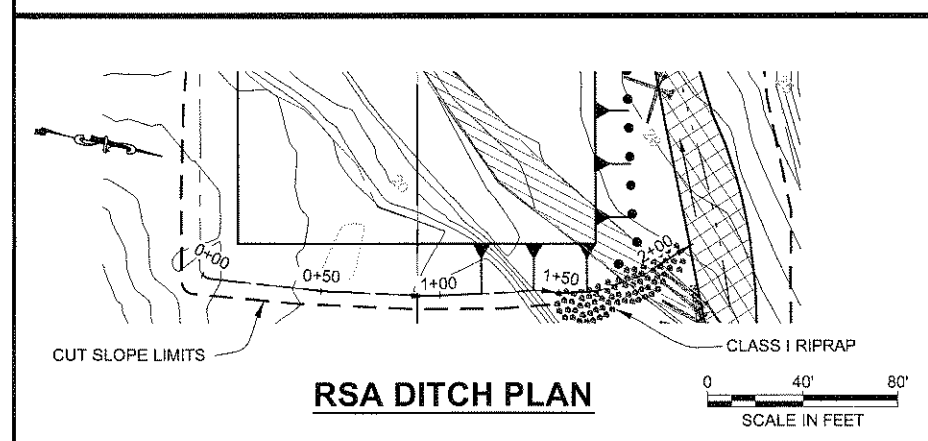 0+00
0+50
1+00
1+50
2+00
CUT SLOPE LIMITS
CLASS I RIPRAP
RSA DITCH PLAN
0 40' 80'
SCALE IN FEET